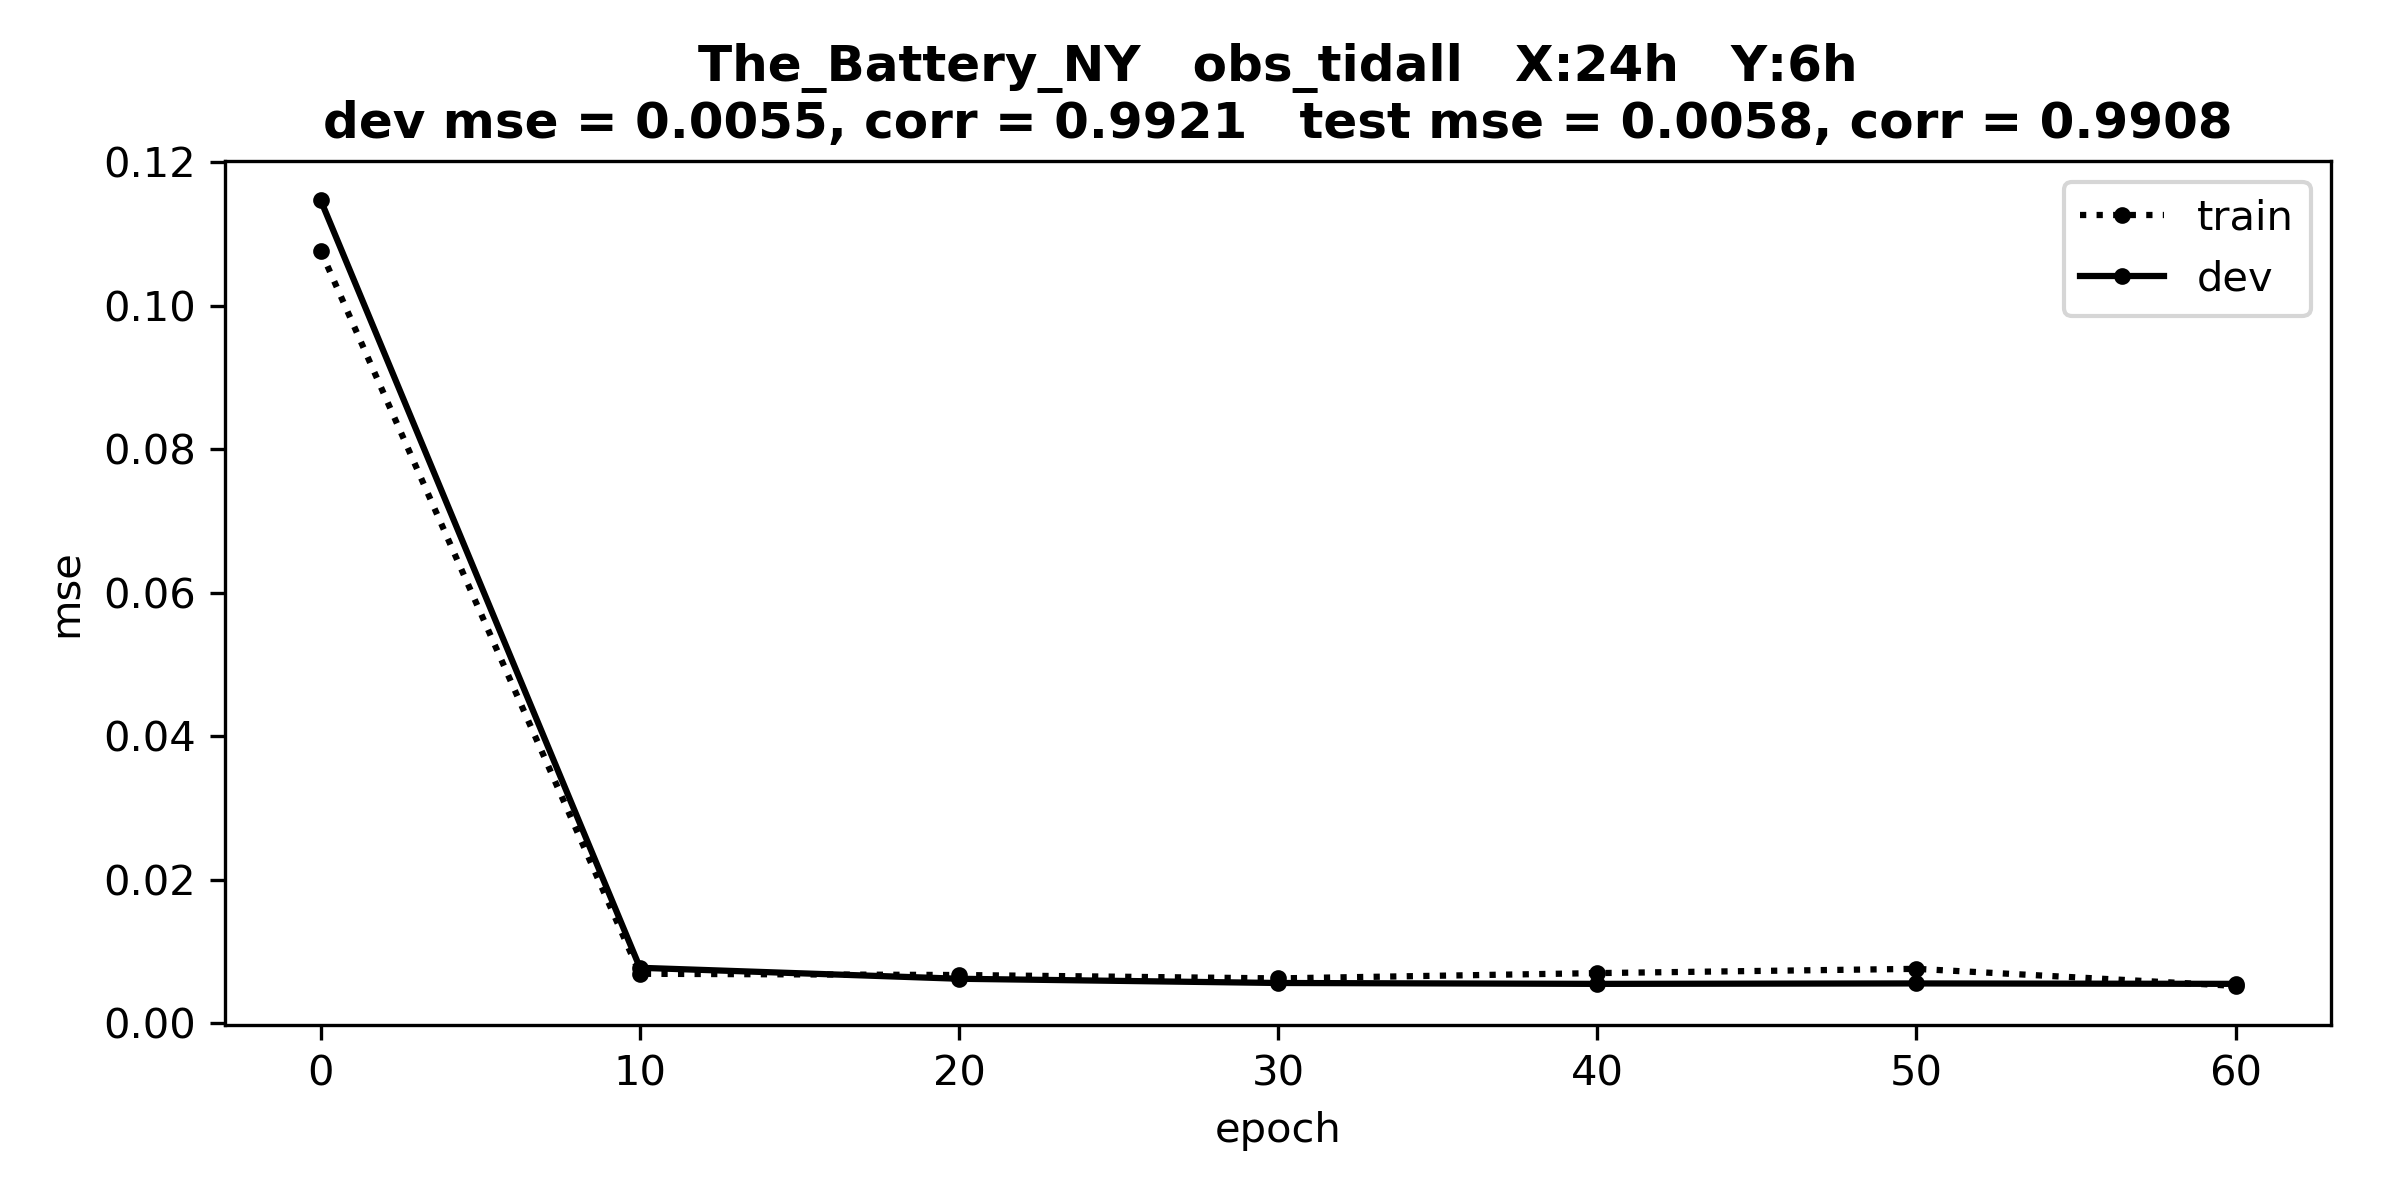 The_Battery_NY   obs_tidall   X:24h   Y:6h
dev mse = 0.0055, corr = 0.9921   test mse = 0.0058, corr = 0.9908
0.12
train
dev
0.10
0.08
0.06
0.04
0.02
0.00
mse
0 10 20 30 40 50 60
epoch